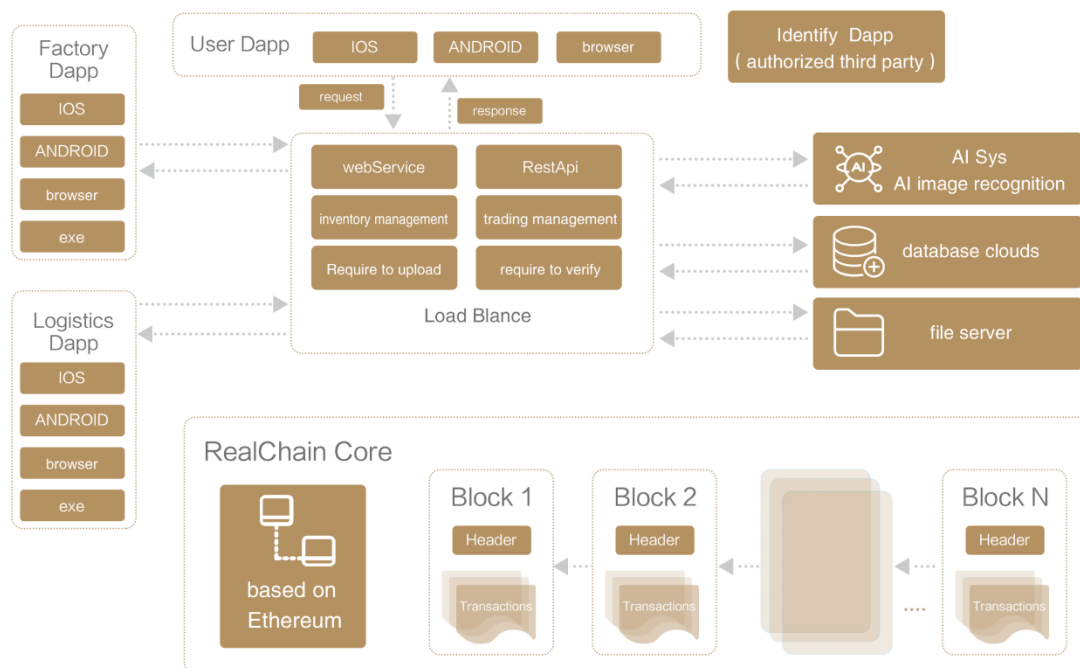 Factory
Dapp
IOS
ANDROID
browser
exe
User Dapp
IOS
ANDROID
browser
Identify Dapp
( authorized third party )
request
response
webService
RestApi
inventory management
trading management
Require to upload
require to verify
Load Blance
AI
AI Sys
AI image recognition
database clouds
file server
Logistics
Dapp
IOS
ANDROID
browser
exe
RealChain Core
based on
Ethereum
Block 1
Header
Transactions
Block 2
Header
Transactions
....
Block N
Header
Transactions